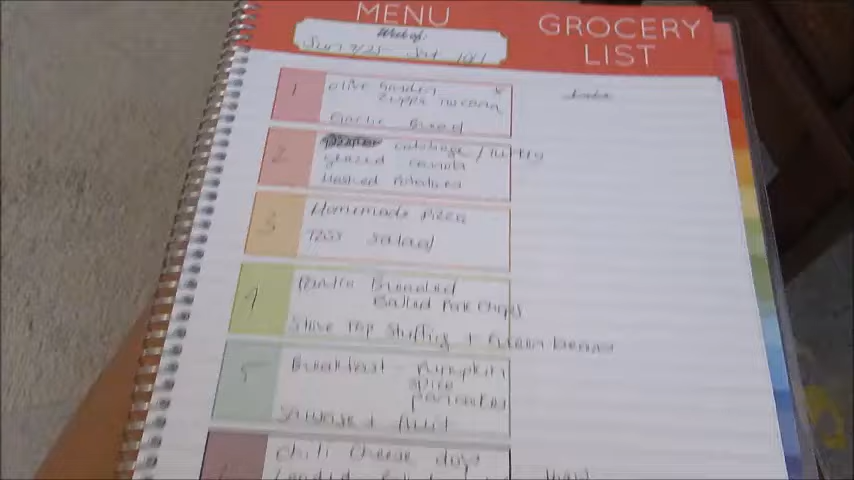 MENU
GROCERY
LIST
Week of:
1
Olive Garden
Zuppa Toscana
Garlic Bread
2
cabbage / turkey
glazed carrots
Mashed Potatoes
3
Homemade Pizza
Toss Salad
4
Breaded
Baked Pork Chops
Stove Top Stuffing + Green beans
5
Breakfast - Pumpkin
spice
pancakes
Sausage + fruit
Chili Cheese dogs
Loaded